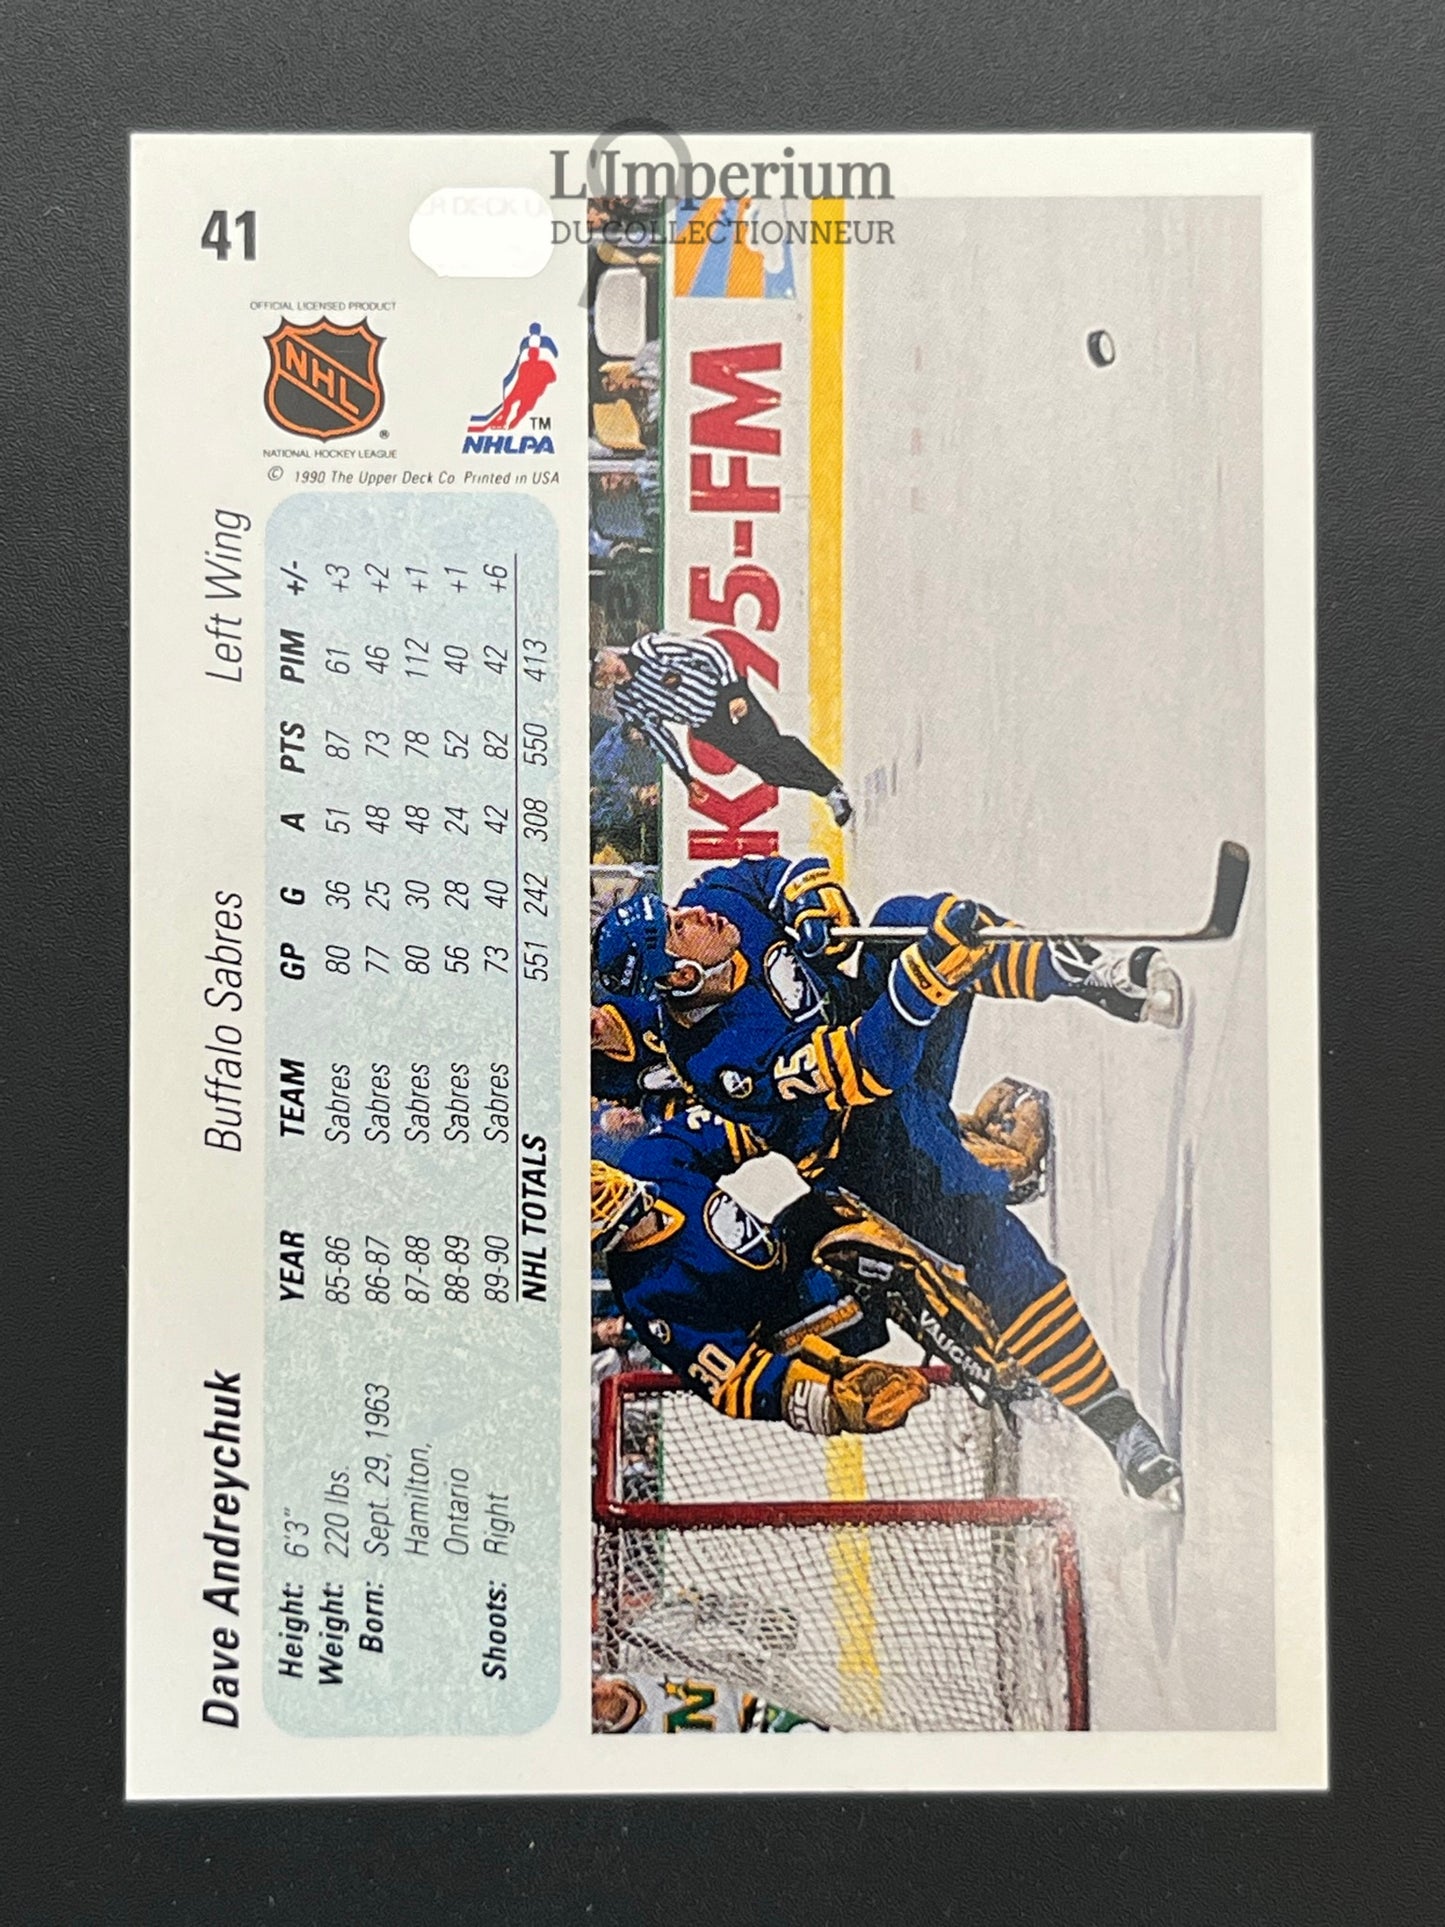 L'Imperium
DU COLLECTIONNEUR
Dave Andreychuk Buffalo Sabres Left Wing 41
Height: 6'3"
Weight: 220 lbs.
Born: Sept. 29, 1963
Hamilton,
Ontario
Shoots: Right
YEAR TEAM GP G A PTS PIM +/-
85-86 Sabres 80 36 51 87 61 +3
86-87 Sabres 77 25 48 73 46 +2
87-88 Sabres 80 30 48 78 112 +1
88-89 Sabres 56 28 24 52 40 +1
89-90 Sabres 73 40 42 82 42 +6
NHL TOTALS 551 242 308 550 413
OFFICIAL LICENSED PRODUCT
NHL ®
NATIONAL HOCKEY LEAGUE
TM
NHLPA
© 1990 The Upper Deck Co. Printed in USA
95-FM
25
30
VAUGHN
N